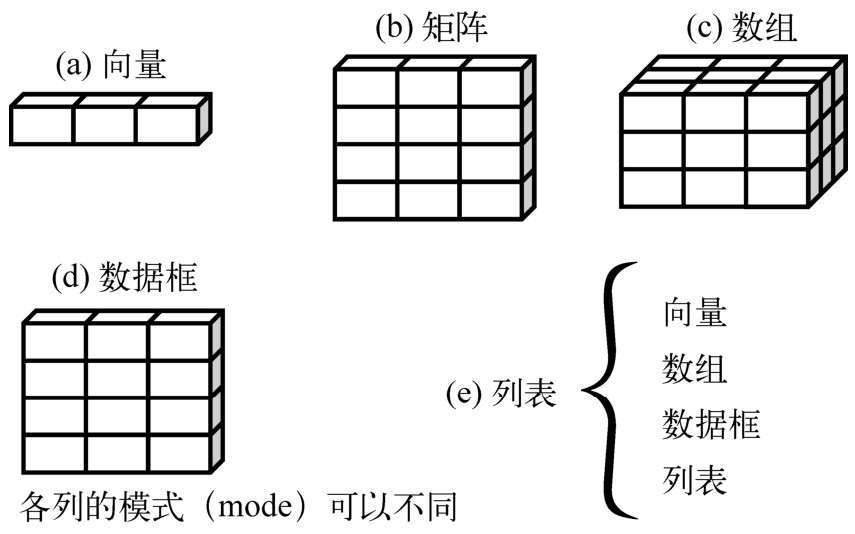 (a) 向量
(b) 矩阵
(c) 数组
(d) 数据框
各列的模式（mode）可以不同
(e) 列表
向量
数组
数据框
列表